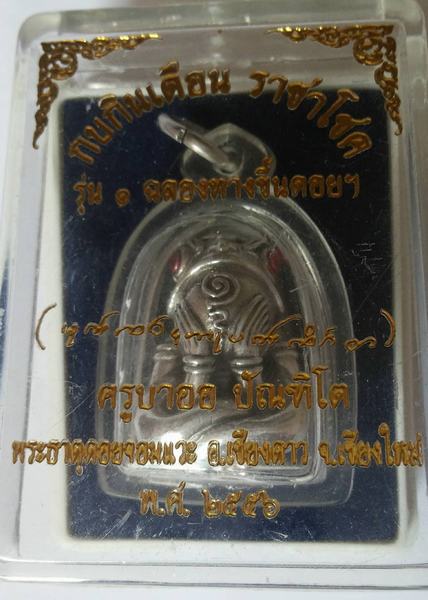 กบกินเดือน ราชาโชค
รุ่น ๑ ฉลองทางขึ้นดอยฯ
ครูบาออ ปัณฑิโต
พระธาตุดอยจอมแวะ อ.เชียงดาว จ.เชียงใหม่
พ.ศ. ๒๕๕๖